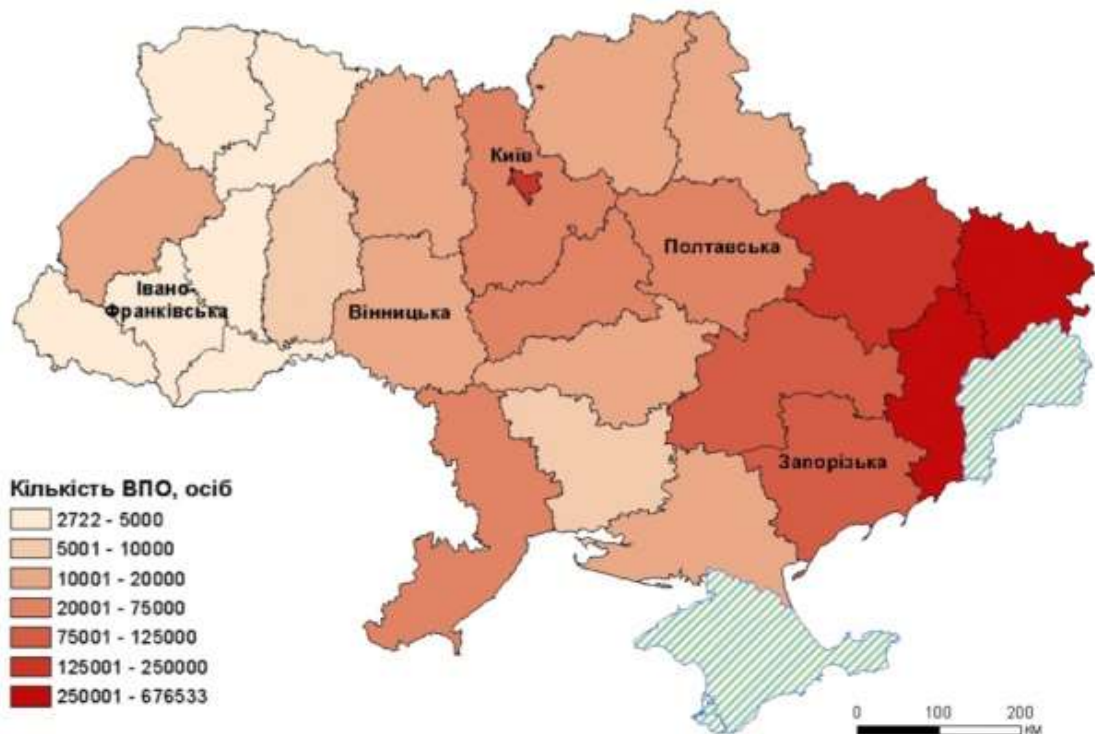 Київ
Полтавська
Івано-
Франківська
Вінницька
Запорізька
Кількість ВПО, осіб
2722 - 5000
5001 - 10000
10001 - 20000
20001 - 75000
75001 - 125000
125001 - 250000
250001 - 676533
0 100 200
КМ